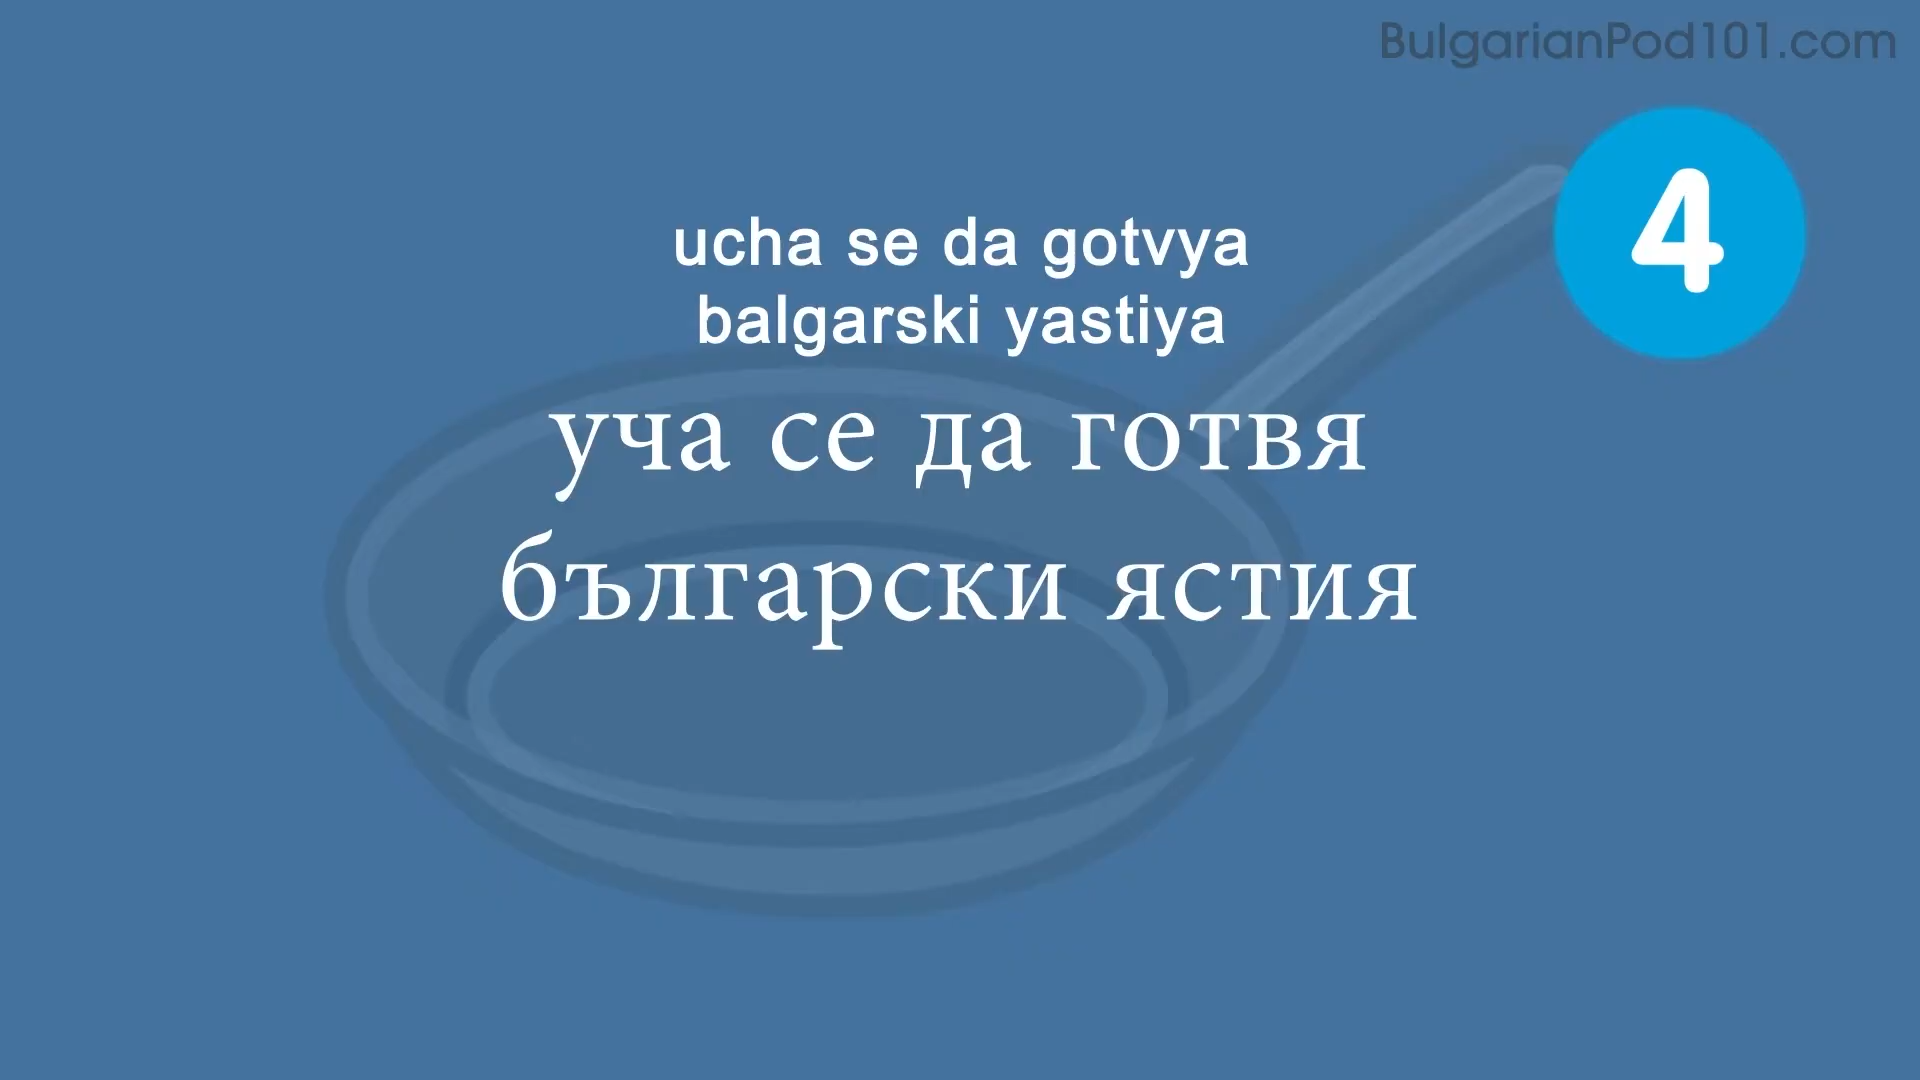 BulgarianPod101.com
4
ucha se da gotvya
balgarski yastiya
уча се да готвя
български ястия